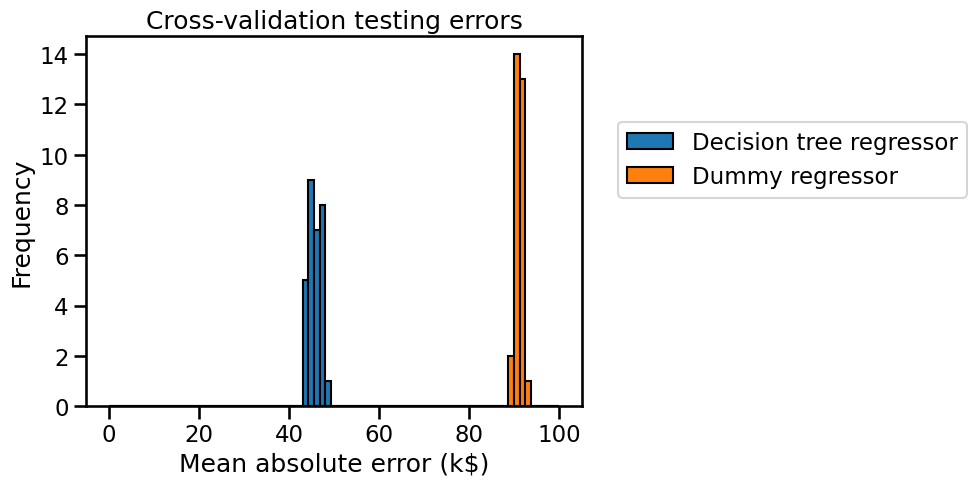 Cross-validation testing errors
Frequency
14
12
10
8
6
4
2
0
0 20 40 60 80 100
Mean absolute error (k$)
Decision tree regressor
Dummy regressor